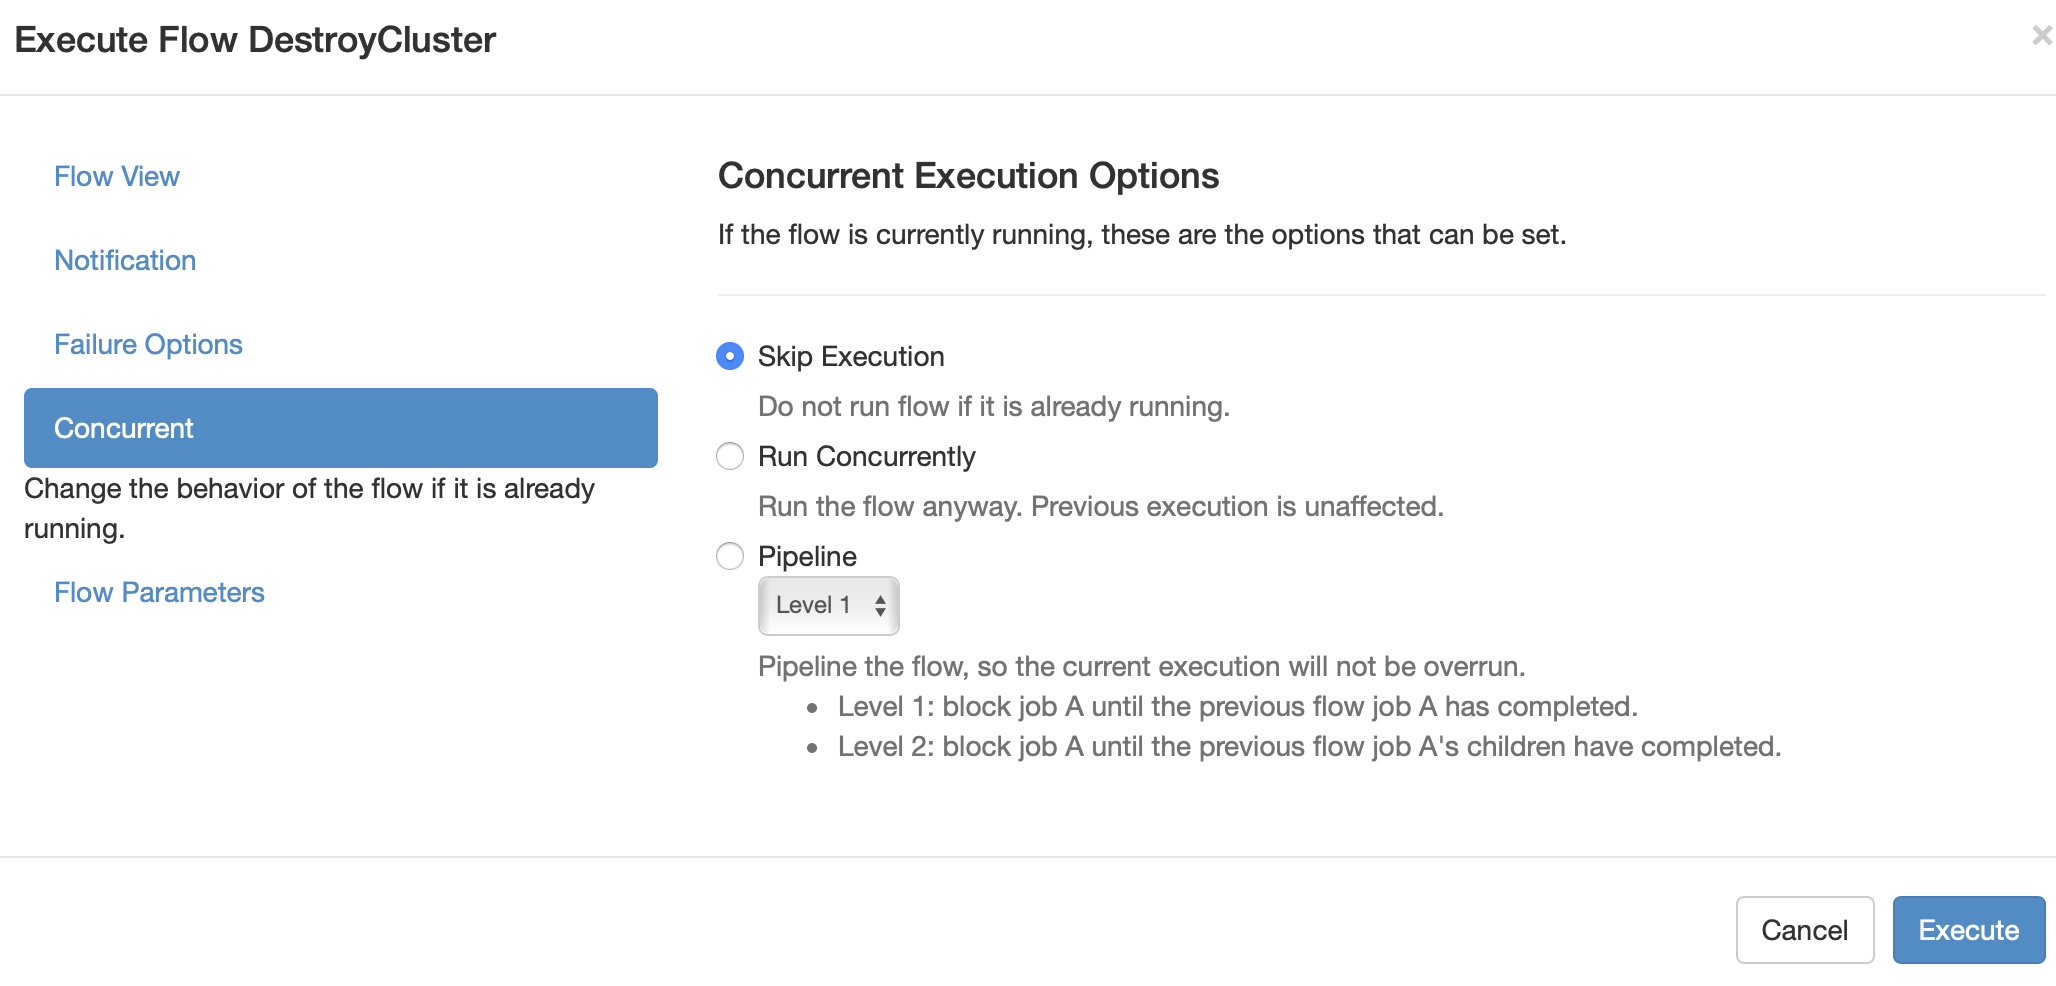 Execute Flow DestroyCluster
×
Flow View
Notification
Failure Options
Concurrent
Change the behavior of the flow if it is already
running.
Flow Parameters
Concurrent Execution Options
If the flow is currently running, these are the options that can be set.
Skip Execution
Do not run flow if it is already running.
Run Concurrently
Run the flow anyway. Previous execution is unaffected.
Pipeline
Level 1
Pipeline the flow, so the current execution will not be overrun.
• Level 1: block job A until the previous flow job A has completed.
• Level 2: block job A until the previous flow job A's children have completed.
Cancel
Execute